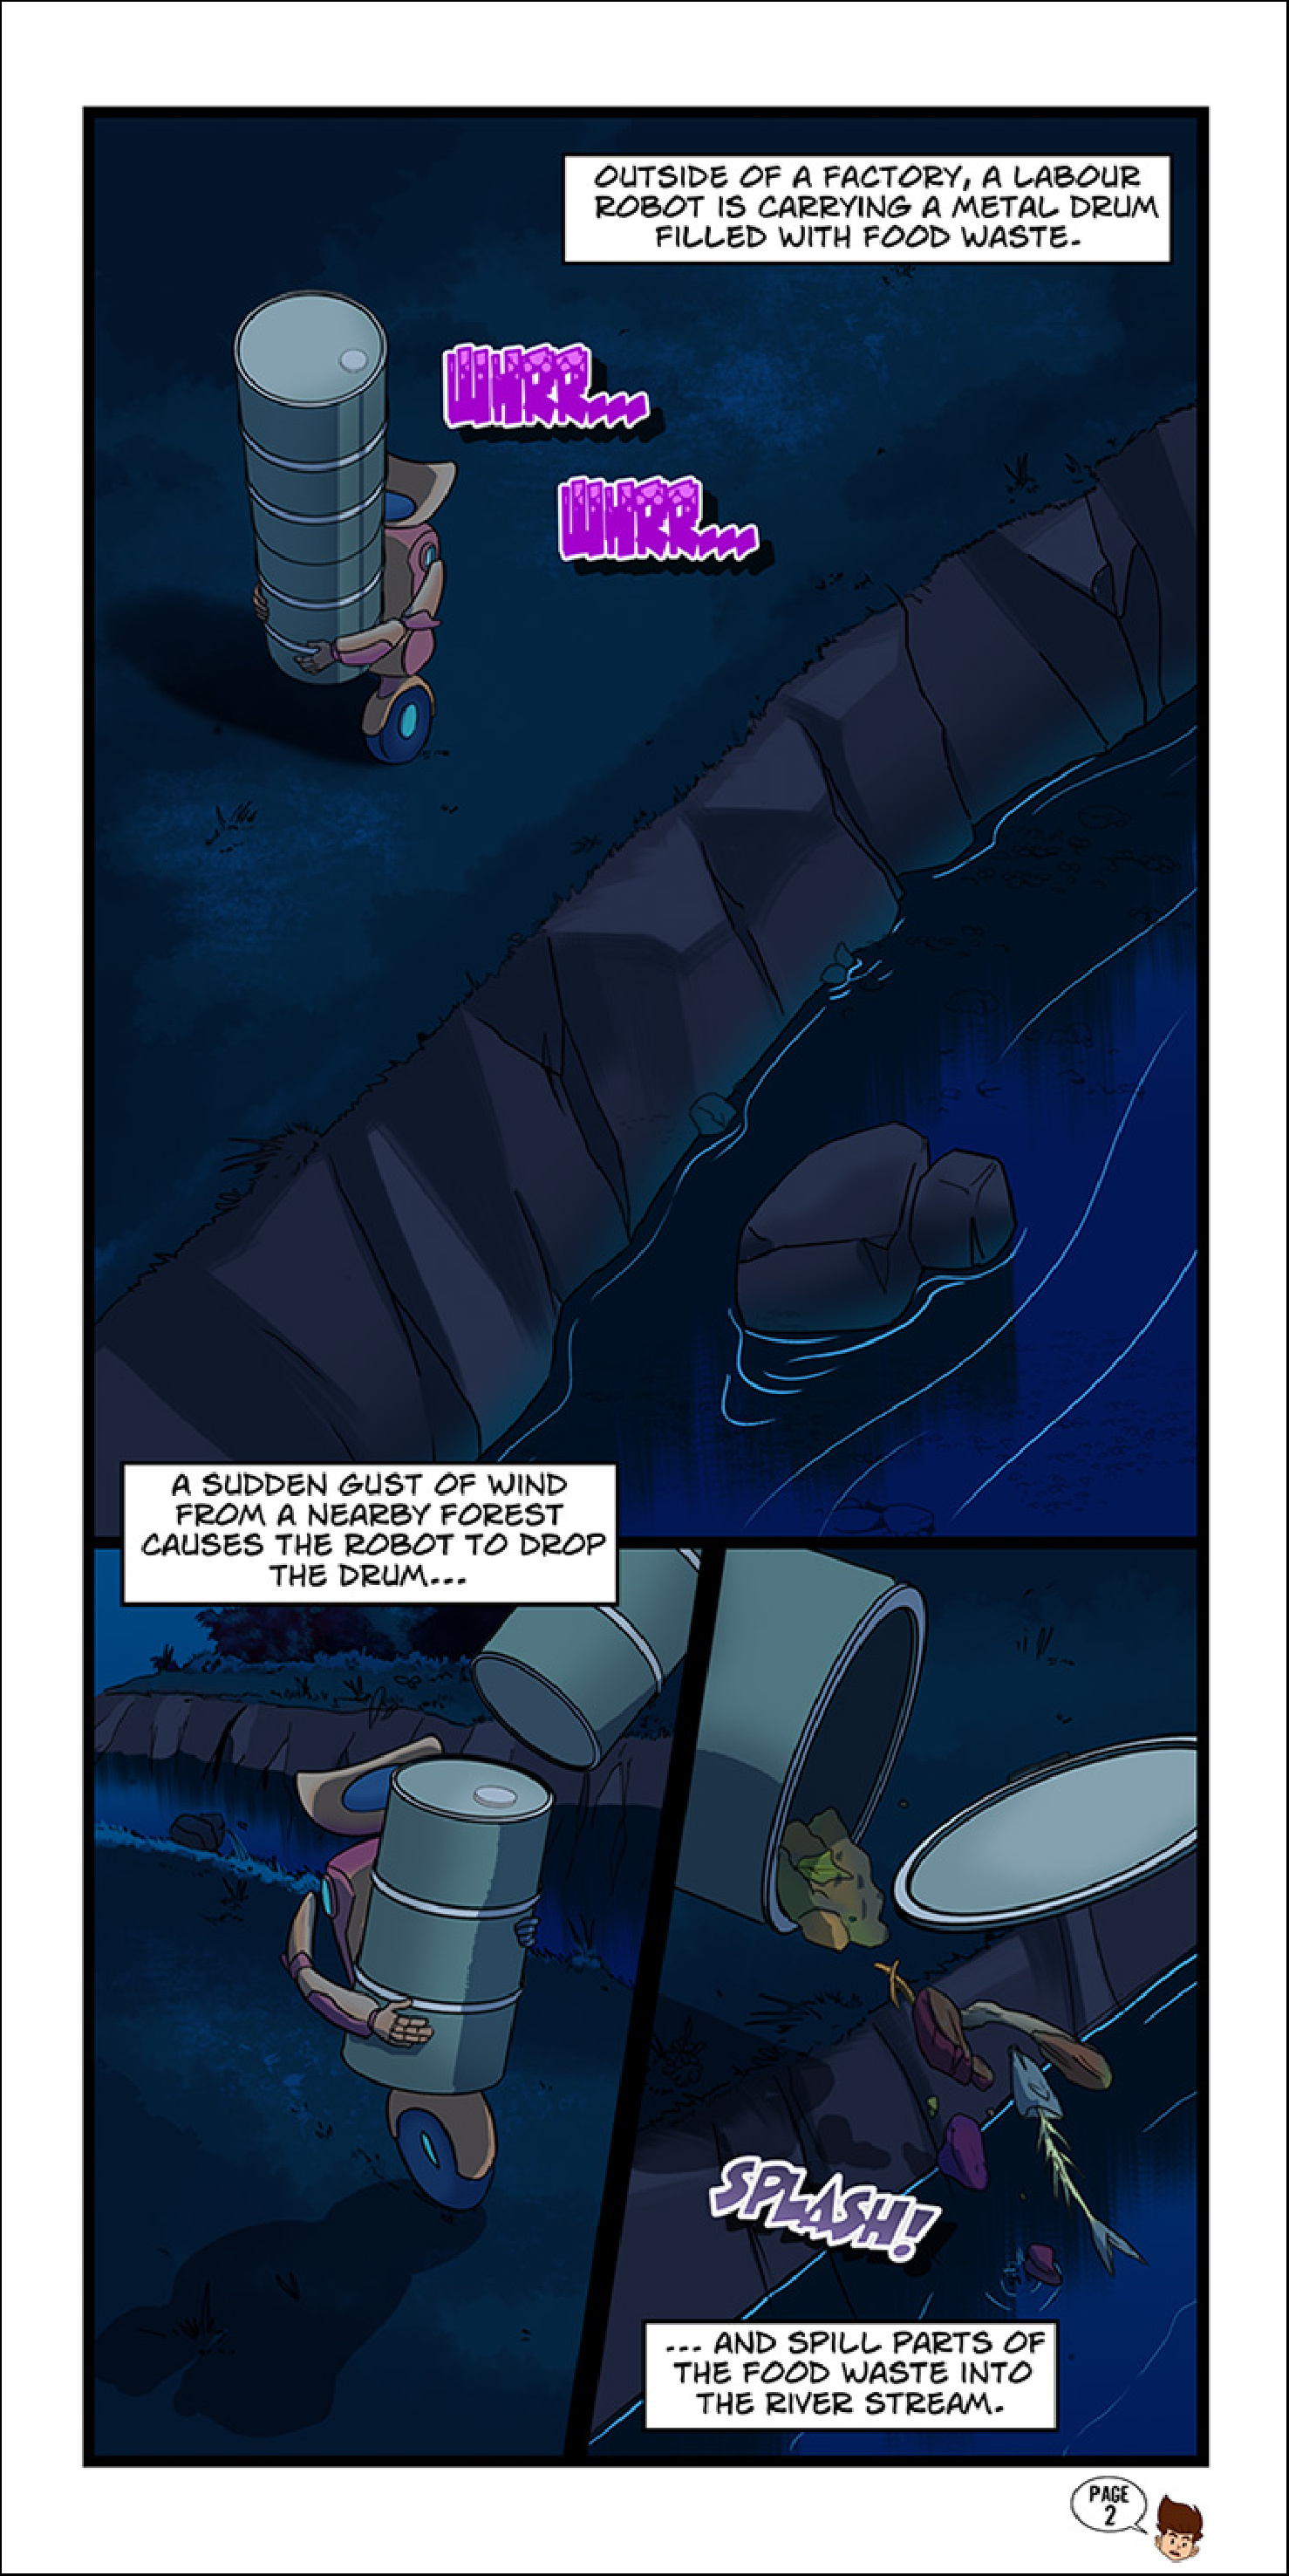 OUTSIDE OF A FACTORY, A LABOUR
ROBOT IS CARRYING A METAL DRUM
FILLED WITH FOOD WASTE.
WHRR...
WHRR...
A SUDDEN GUST OF WIND
FROM A NEARBY FOREST
CAUSES THE ROBOT TO DROP
THE DRUM...
SPLASH!
... AND SPILL PARTS OF
THE FOOD WASTE INTO
THE RIVER STREAM.
PAGE
2